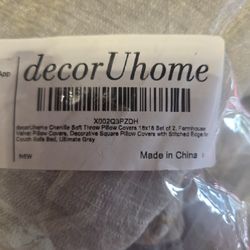 App
decorUhome
X002Q3PZDH
decorUhome Chenille Soft Throw Pillow Covers 18x18 Set of 2, Farmhouse
Velvet Pillow Covers, Decorative Square Pillow Covers with Stitched Edge for
Couch Sofa Bed, Ultimate Gray
NEW
Made in China